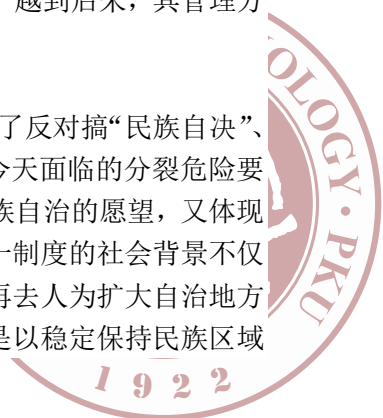 越到后来，其管理方
了反对搞“民族自决”、
今天面临的分裂危险要
族自治的愿望，又体现
一制度的社会背景不仅
再去人为扩大自治地方
是以稳定保持民族区域
OLOGY · PKU
1922